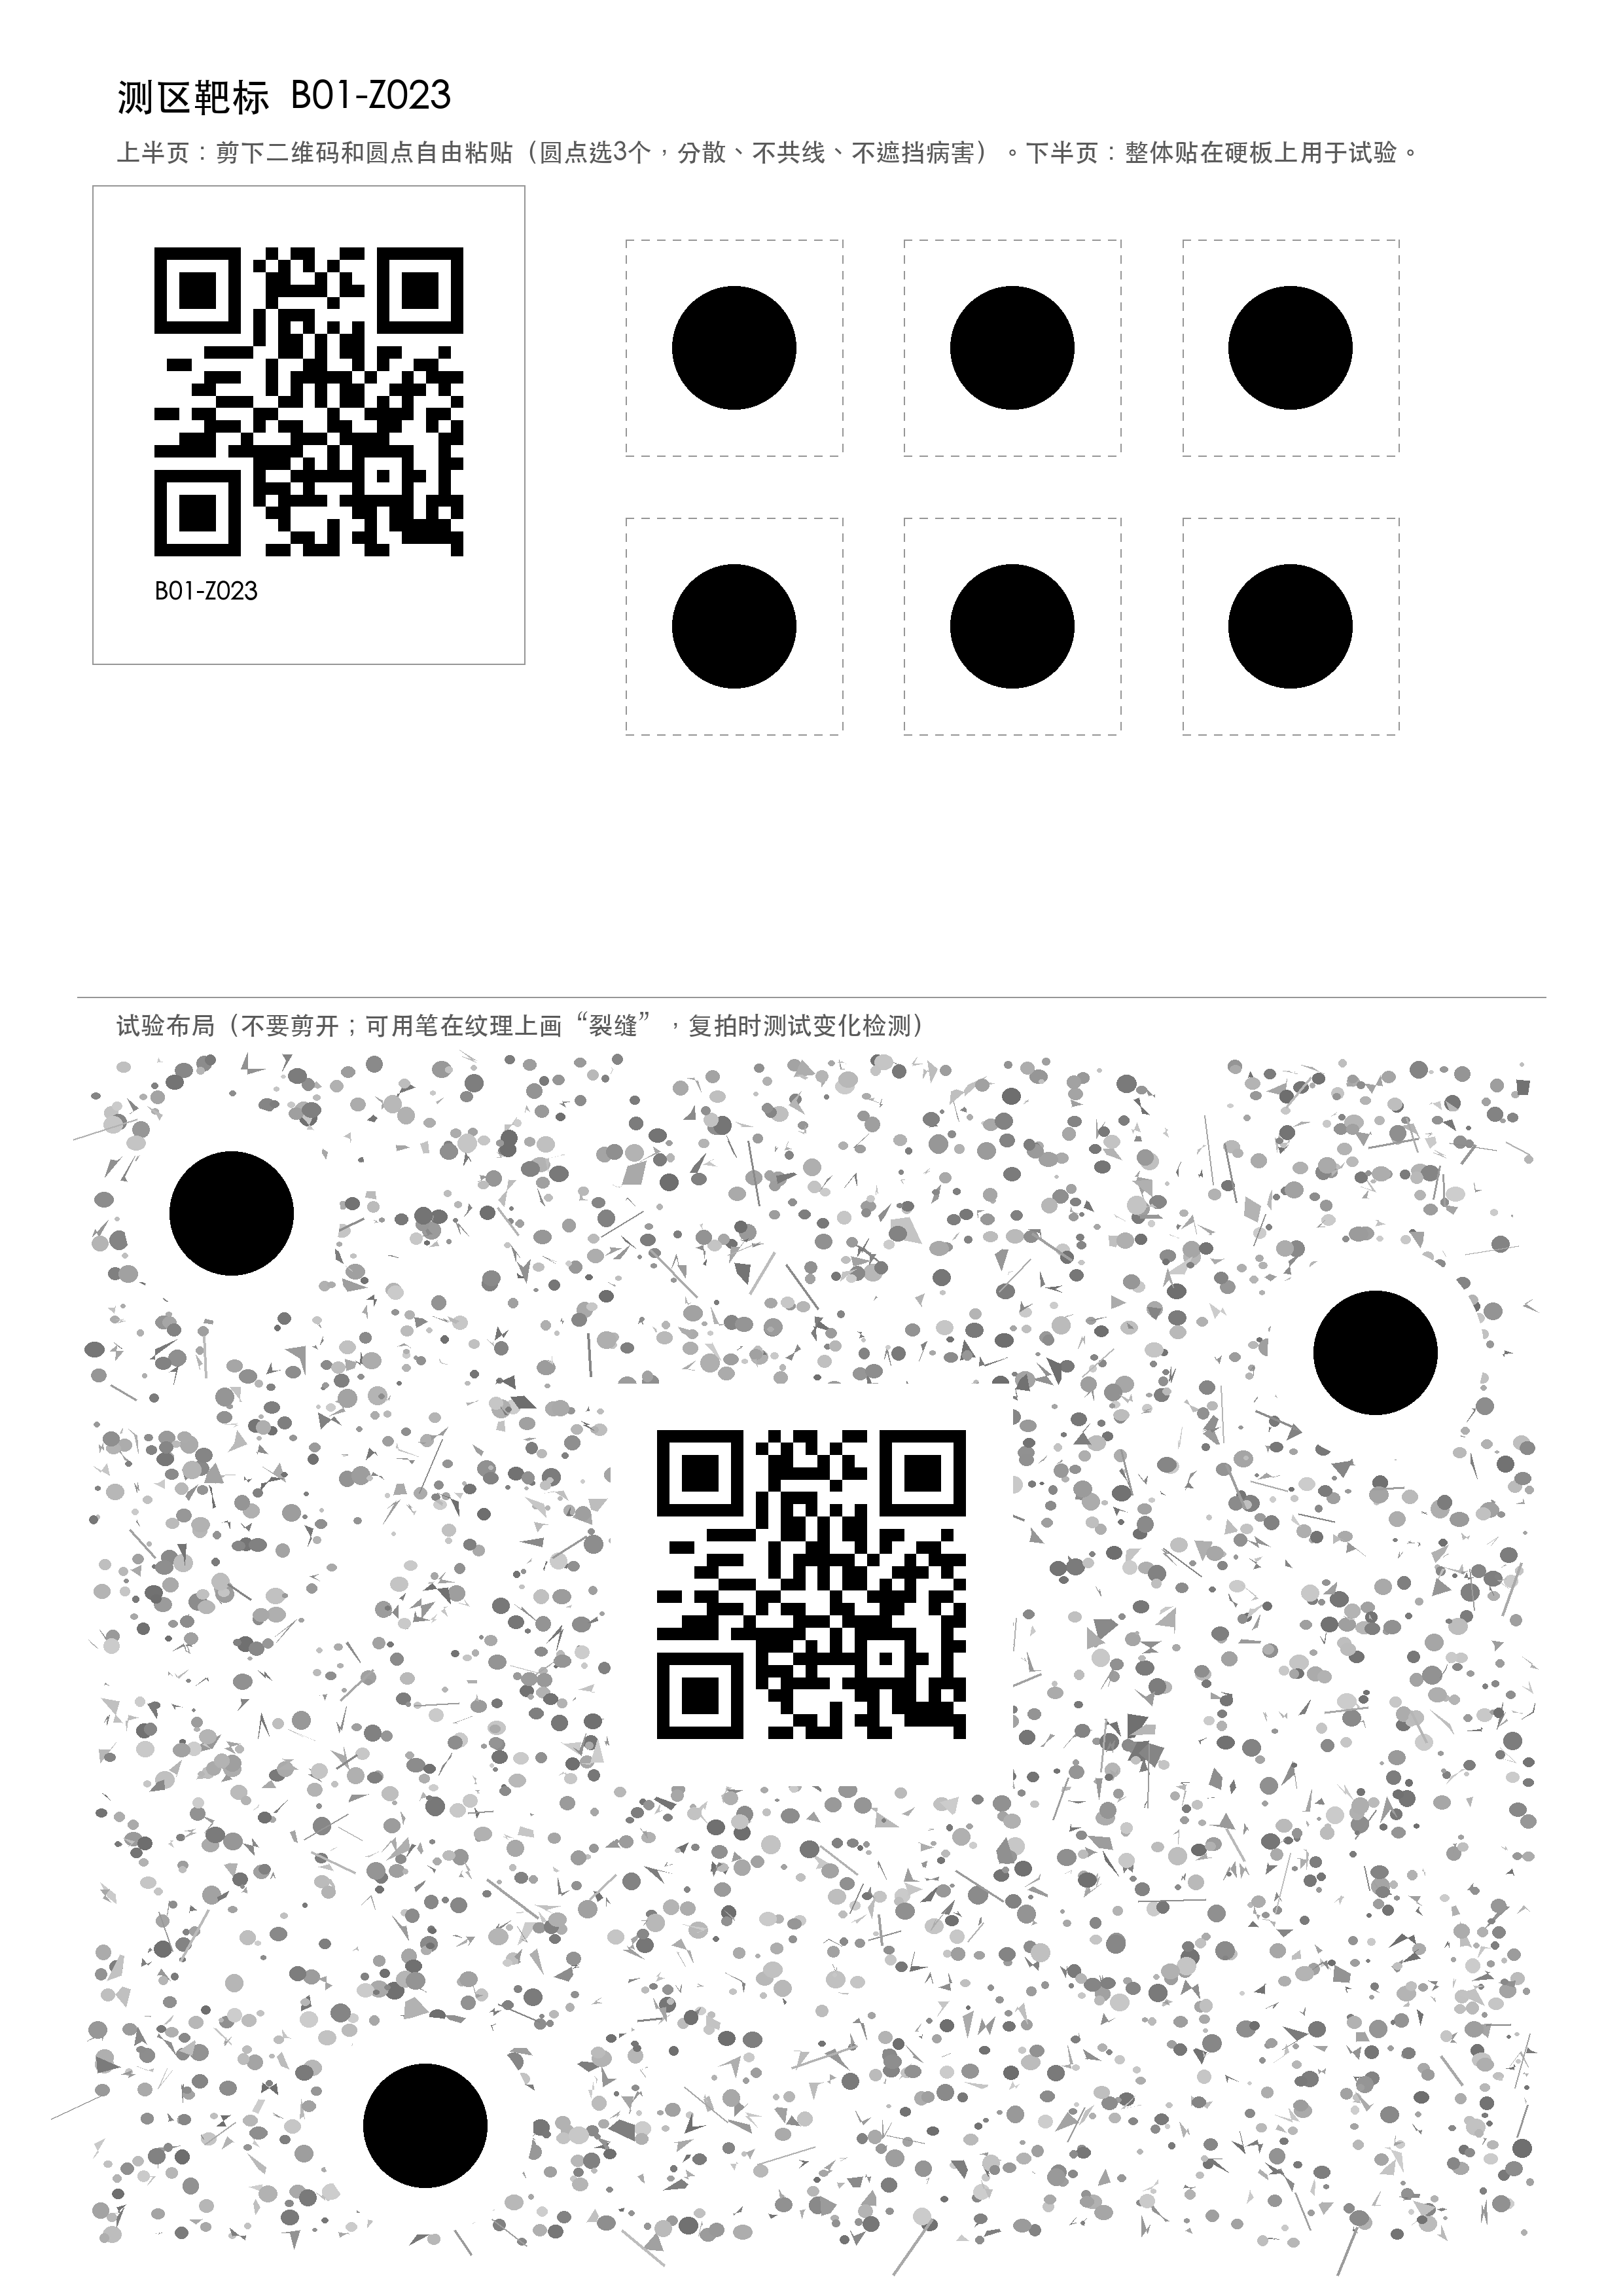 测区靶标 B01-Z023
上半页：剪下二维码和圆点自由粘贴（圆点选3个，分散、不共线、不遮挡病害）。下半页：整体贴在硬板上用于试验。
B01-Z023
试验布局（不要剪开；可用笔在纹理上画“裂缝”，复拍时测试变化检测）